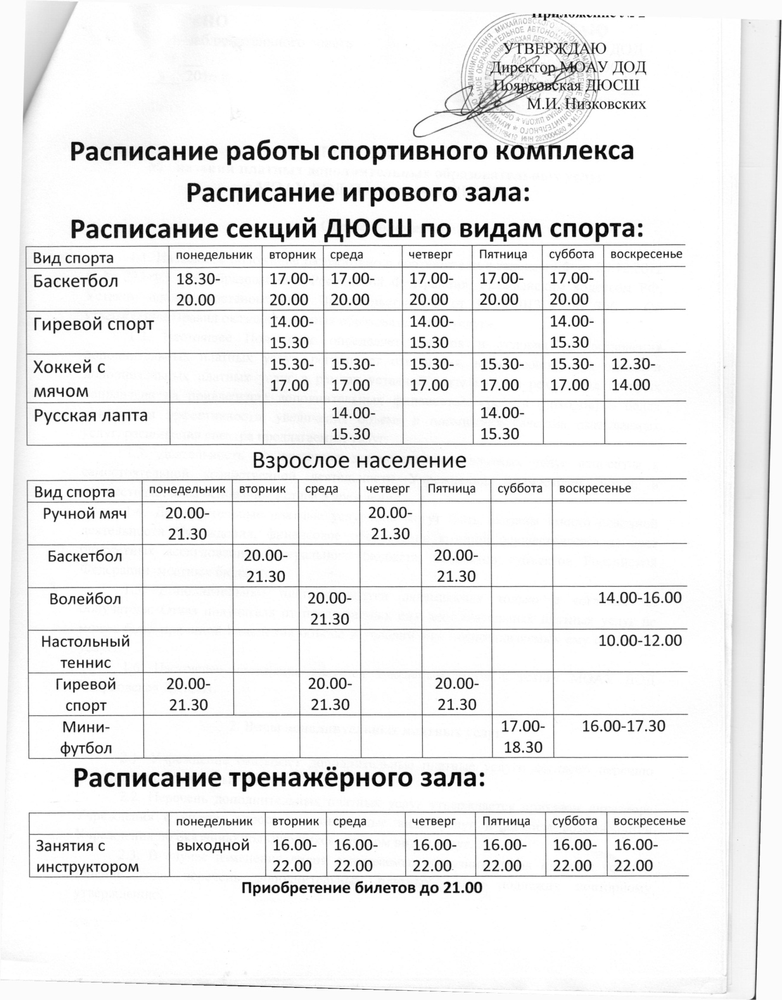 Приложение №
УТВЕРЖДАЮ
Директор МОАУ ДОД
Поярковская ДЮСШ
М.И. Низковских
Расписание работы спортивного комплекса
Расписание игрового зала:
Расписание секций ДЮСШ по видам спорта:
Вид спорта понедельник вторник среда четверг Пятница суббота воскресенье
Баскетбол 18.30- 17.00- 17.00- 17.00- 17.00- 17.00-
20.00 20.00 20.00 20.00 20.00 20.00
Гиревой спорт 14.00- 14.00- 14.00-
15.30 15.30 15.30
Хоккей с 15.30- 15.30- 15.30- 15.30- 15.30- 12.30-
мячом 17.00 17.00 17.00 17.00 17.00 14.00
Русская лапта 14.00- 14.00-
15.30 15.30
Взрослое население
Вид спорта понедельник вторник среда четверг Пятница суббота воскресенье
Ручной мяч 20.00- 20.00-
21.30 21.30
Баскетбол 20.00- 20.00-
21.30 21.30
Волейбол 20.00- 14.00-16.00
21.30
Настольный 10.00-12.00
теннис
Гиревой 20.00- 20.00- 20.00-
спорт 21.30 21.30 21.30
Мини- 17.00- 16.00-17.30
футбол 18.30
Расписание тренажёрного зала:
понедельник вторник среда четверг Пятница суббота воскресенье
Занятия с выходной 16.00- 16.00- 16.00- 16.00- 16.00- 16.00-
инструктором 22.00 22.00 22.00 22.00 22.00 22.00
Приобретение билетов до 21.00